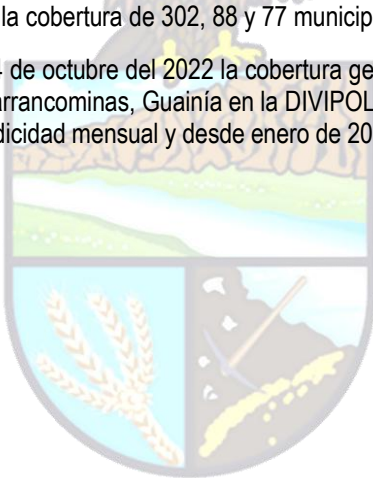 la cobertura de 302, 88 y 77 municip
de octubre del 2022 la cobertura ge
arrancominas, Guainía en la DIVIPOL
dicidad mensual y desde enero de 20